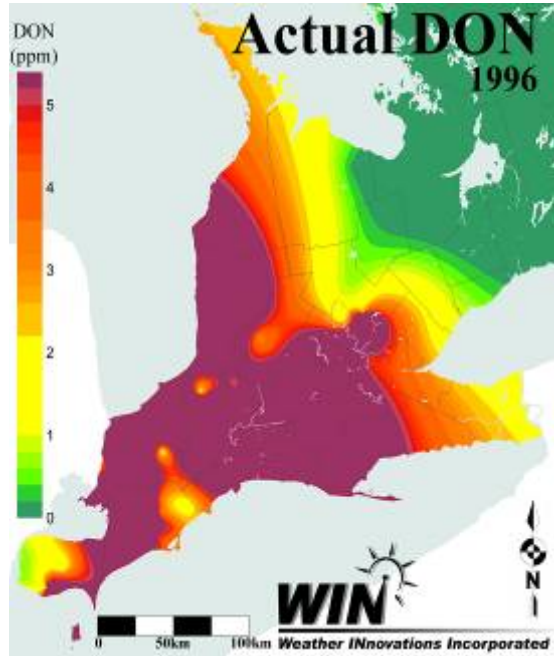 DON
(ppm)
Actual DON
1996
5
4
3
2
1
0
N
WIN
0
50km
100km
Weather INnovations Incorporated